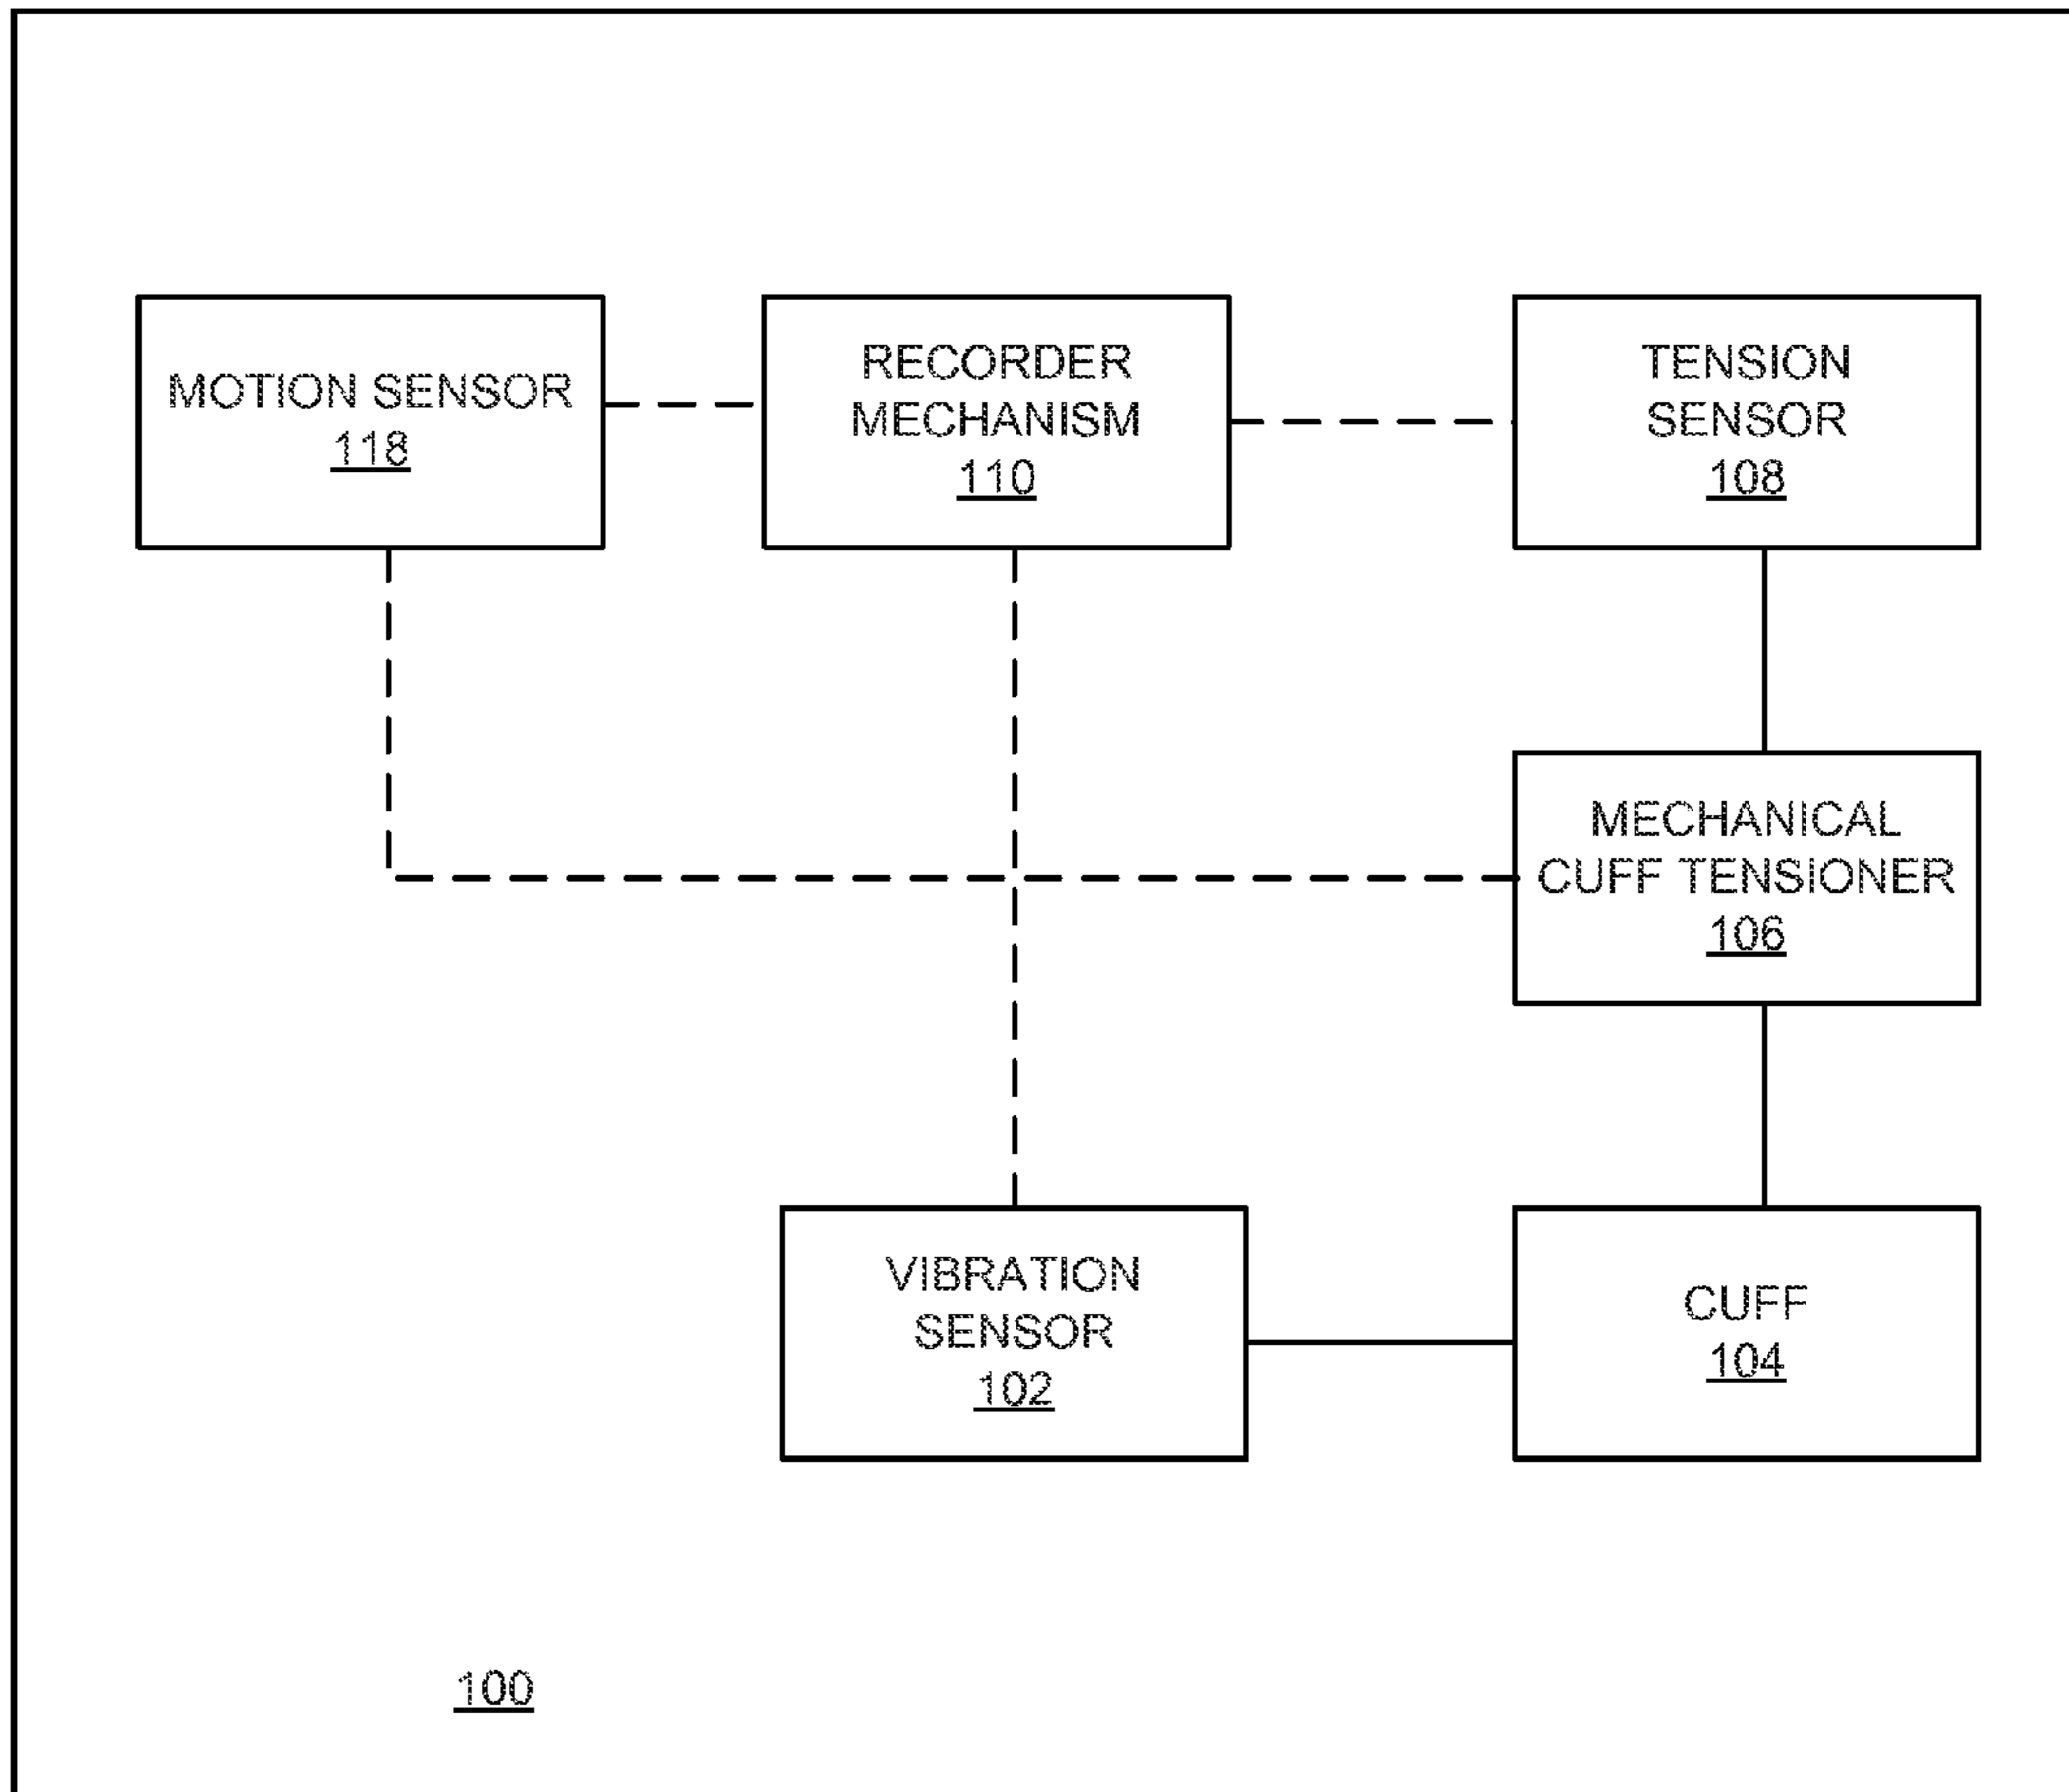 MOTION SENSOR
118
RECORDER
MECHANISM
110
TENSION
SENSOR
108
MECHANICAL
CUFF TENSIONER
106
VIBRATION
SENSOR
102
CUFF
104
100